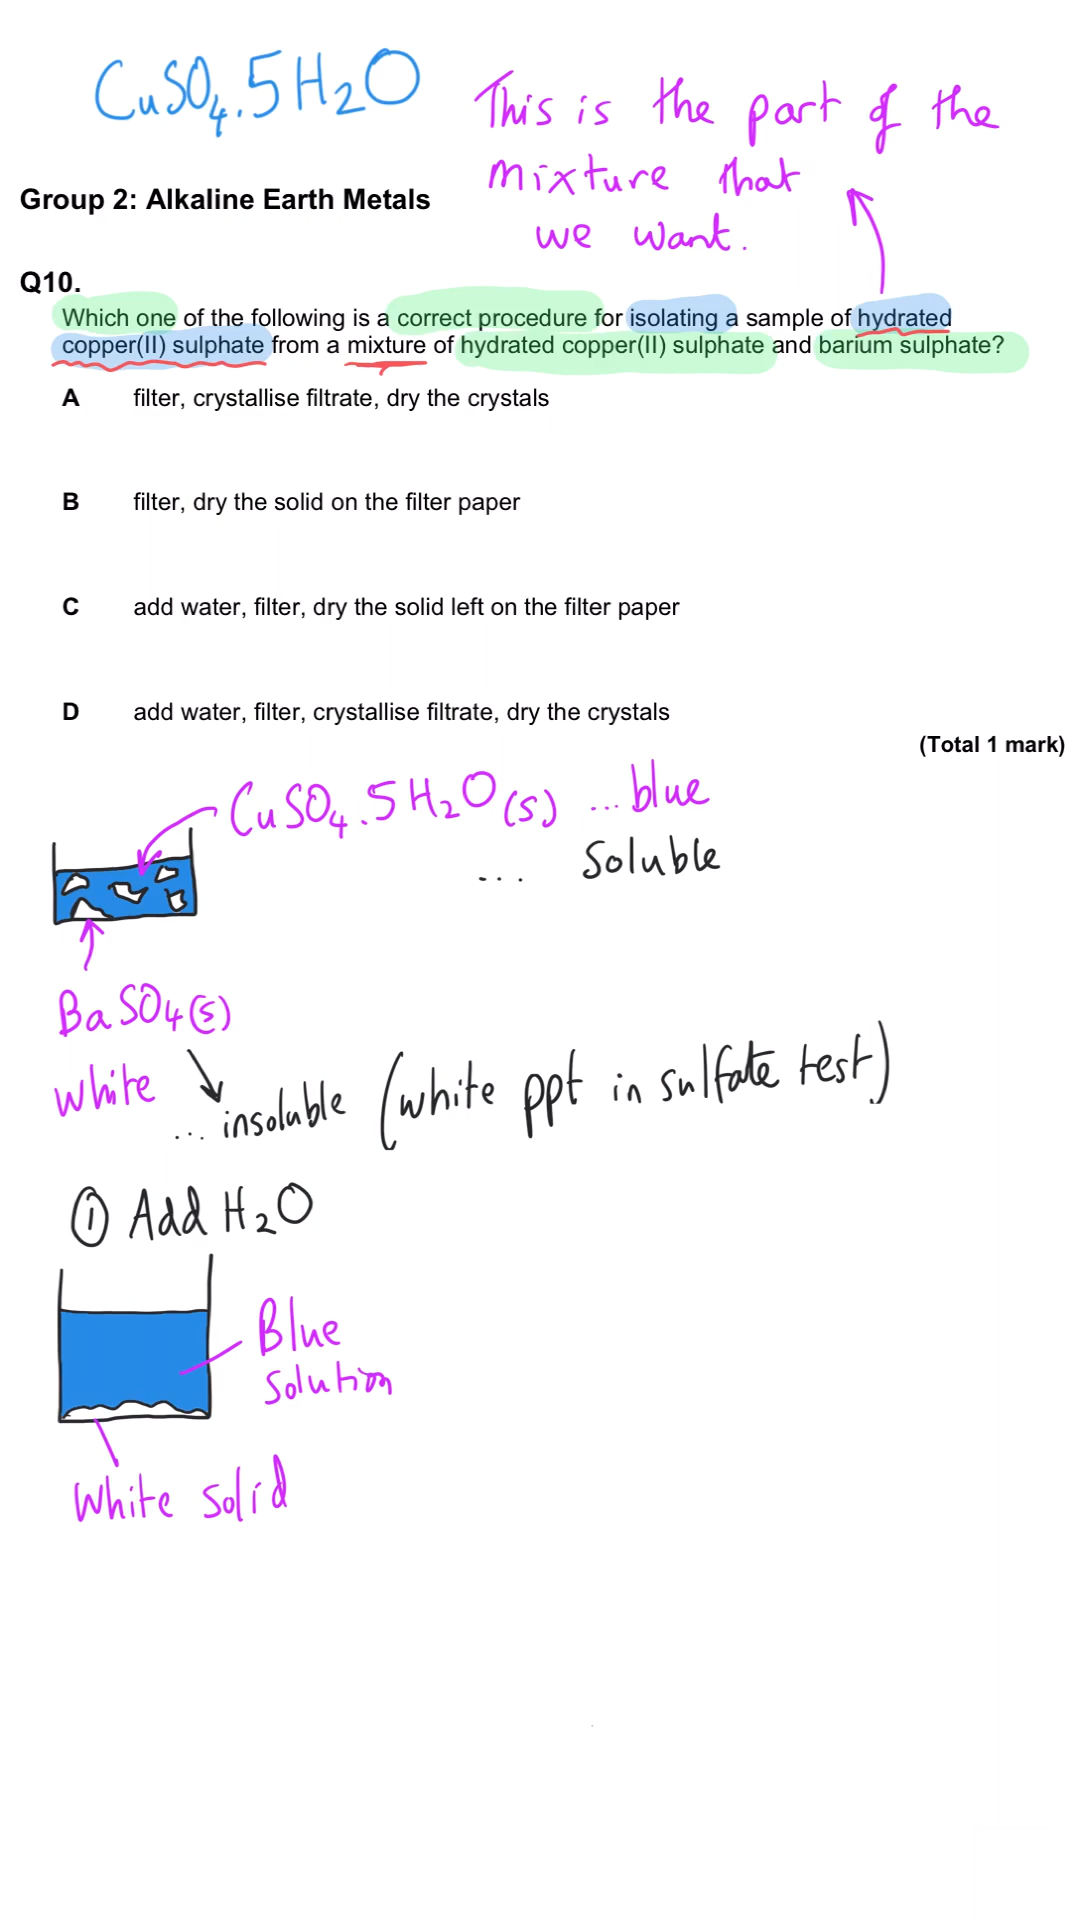 CuSO4.5H2O
This is the part of the
mixture that
we want.
Group 2: Alkaline Earth Metals
Q10.
Which one of the following is a correct procedure for isolating a sample of hydrated
copper(II) sulphate from a mixture of hydrated copper(II) sulphate and barium sulphate?
A filter, crystallise filtrate, dry the crystals
B filter, dry the solid on the filter paper
C add water, filter, dry the solid left on the filter paper
D add water, filter, crystallise filtrate, dry the crystals
(Total 1 mark)
CuSO4.5H2O(s) ...blue
... Soluble
BaSO4(s)
white
... insoluble (white ppt in sulfate test)
① Add H2O
Blue
Solution
White solid